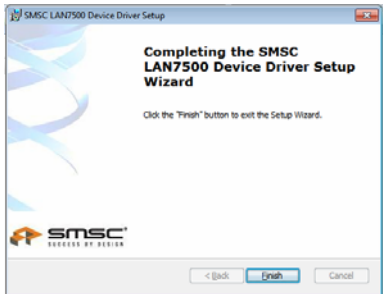 SMSC LAN7500 Device Driver Setup
Completing the SMSC
LAN7500 Device Driver Setup
Wizard
Click the "Finish" button to exit the Setup Wizard.
smsc
SUCCESS BY DESIGN
< Back
Finish
Cancel